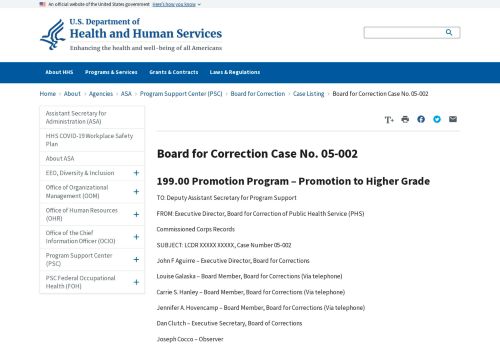 An official website of the United States government Here's how you know
U.S. Department of
Health and Human Services
Enhancing the health and well-being of all Americans
About HHS Programs & Services Grants & Contracts Laws & Regulations
Home › About › Agencies › ASA › Program Support Center (PSC) › Board for Correction › Case Listing › Board for Correction Case No. 05-002
Assistant Secretary for
Administration (ASA)
HHS COVID-19 Workplace Safety
Plan
About ASA
EEO, Diversity & Inclusion +
Office of Organizational
Management (OOM) +
Office of Human Resources
(OHR) +
Office of the Chief
Information Officer (OCIO) +
Program Support Center
(PSC) +
PSC Federal Occupational
Health (FOH) +
T+
Board for Correction Case No. 05-002
199.00 Promotion Program – Promotion to Higher Grade
TO: Deputy Assistant Secretary for Program Support
FROM: Executive Director, Board for Correction of Public Health Service (PHS)
Commissioned Corps Records
SUBJECT: LCDR XXXXX XXXXX, Case Number 05-002
John F Aguirre – Executive Director, Board for Corrections
Louise Galaska – Board Member, Board for Corrections (Via telephone)
Carrie S. Hanley – Board Member, Board for Corrections (Via telephone)
Jennifer A. Hovencamp – Board Member, Board for Corrections (Via telephone)
Dan Clutch – Executive Secretary, Board of Corrections
Joseph Cocco – Observer